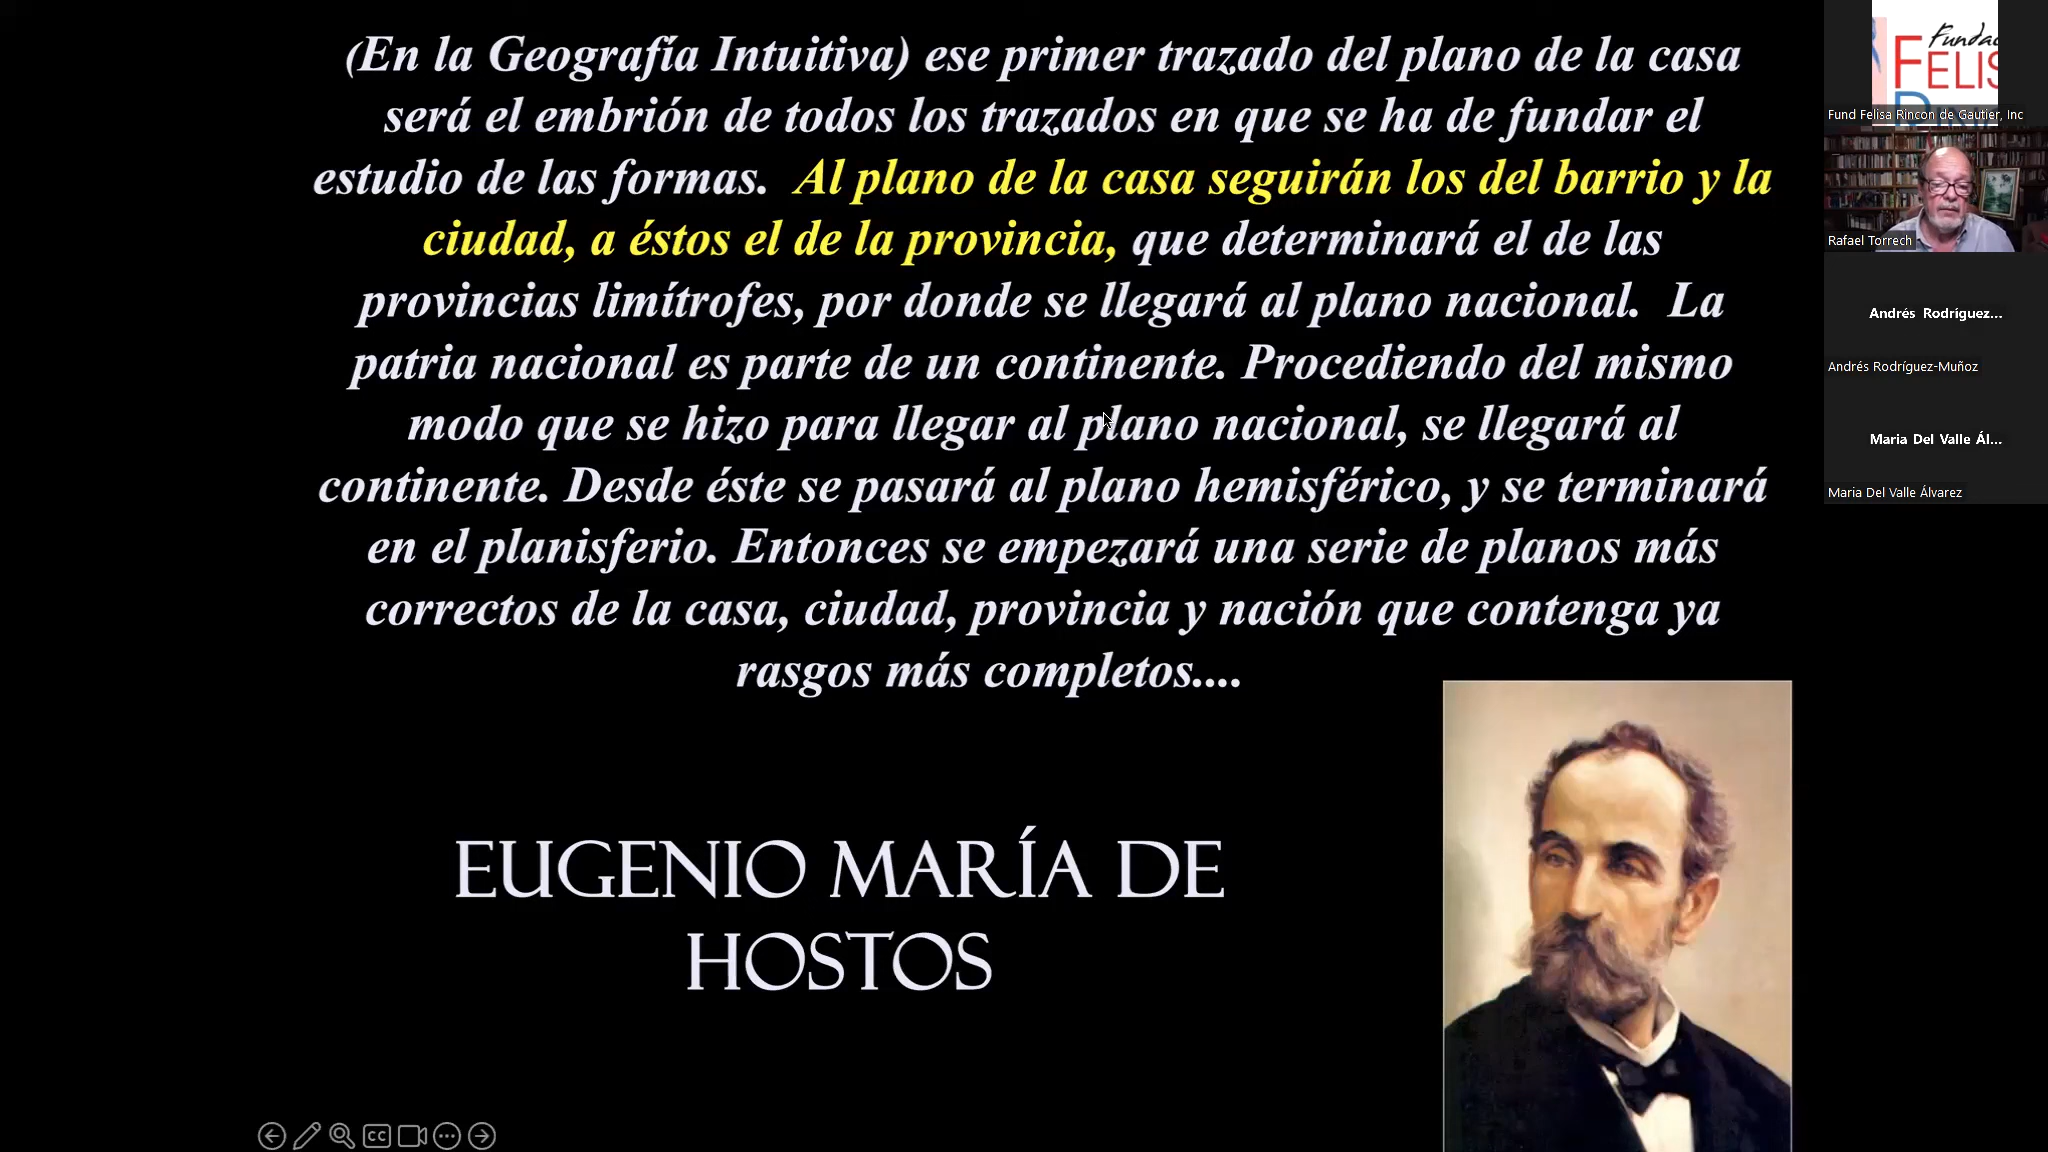 (En la Geografía Intuitiva) ese primer trazado del plano de la casa
será el embrión de todos los trazados en que se ha de fundar el
estudio de las formas. Al plano de la casa seguirán los del barrio y la
ciudad, a éstos el de la provincia, que determinará el de las
provincias limítrofes, por donde se llegará al plano nacional. La
patria nacional es parte de un continente. Procediendo del mismo
modo que se hizo para llegar al plano nacional, se llegará al
continente. Desde éste se pasará al plano hemisférico, y se terminará
en el planisferio. Entonces se empezará una serie de planos más
correctos de la casa, ciudad, provincia y nación que contenga ya
rasgos más completos....
EUGENIO MARÍA DE
HOSTOS
CC
Fundac
FELIS
Fund Felisa Rincon de Gautier, Inc
Rafael Torrech
Andrés Rodríguez...
Andrés Rodríguez-Muñoz
Maria Del Valle Ál...
Maria Del Valle Álvarez